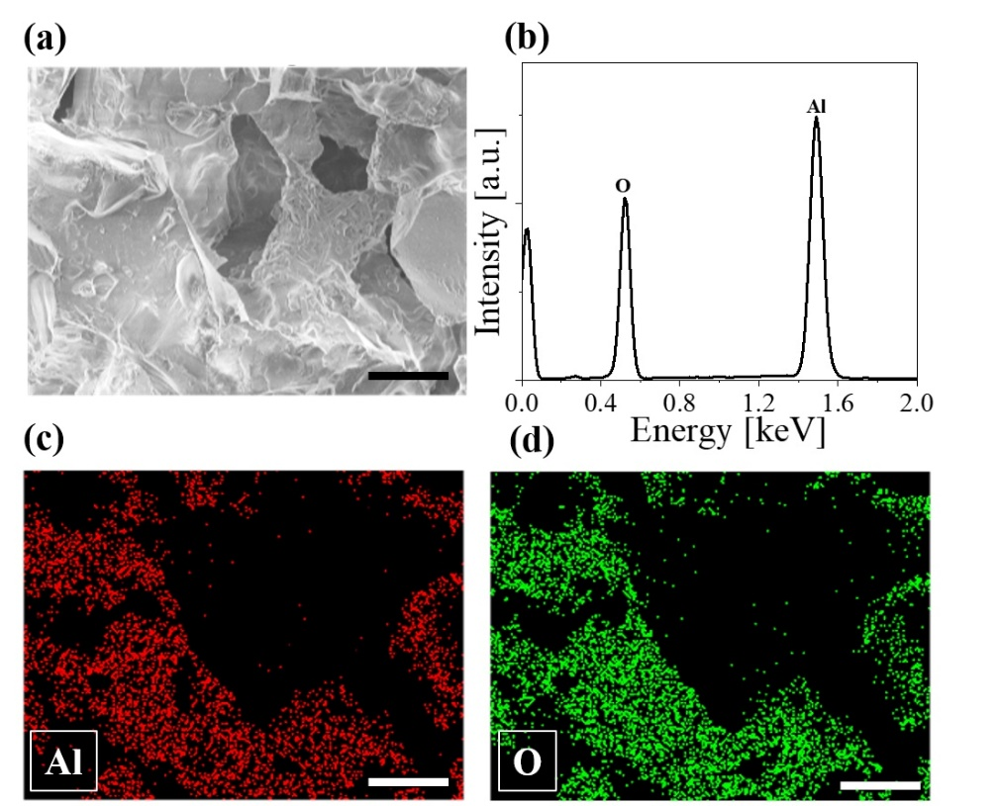 (a)
(b)
Al
O
Intensity [a.u.]
0.0 0.4 0.8 1.2 1.6 2.0
Energy [keV]
(c)
(d)
Al
O